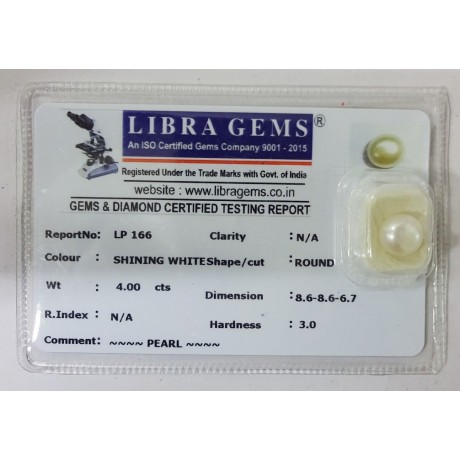 LIBRA GEMS®
An ISO Certified Gems Company 9001 - 2015
Registered Under the Trade Marks with Govt. of India
website : www.libragems.co.in
GEMS & DIAMOND CERTIFIED TESTING REPORT
ReportNo: LP 166 Clarity : N/A
Colour : SHINING WHITE Shape/cut : ROUND
Wt : 4.00 cts Dimension : 8.6-8.6-6.7
R.Index : N/A Hardness : 3.0
Comment: ~~~~ PEARL ~~~~